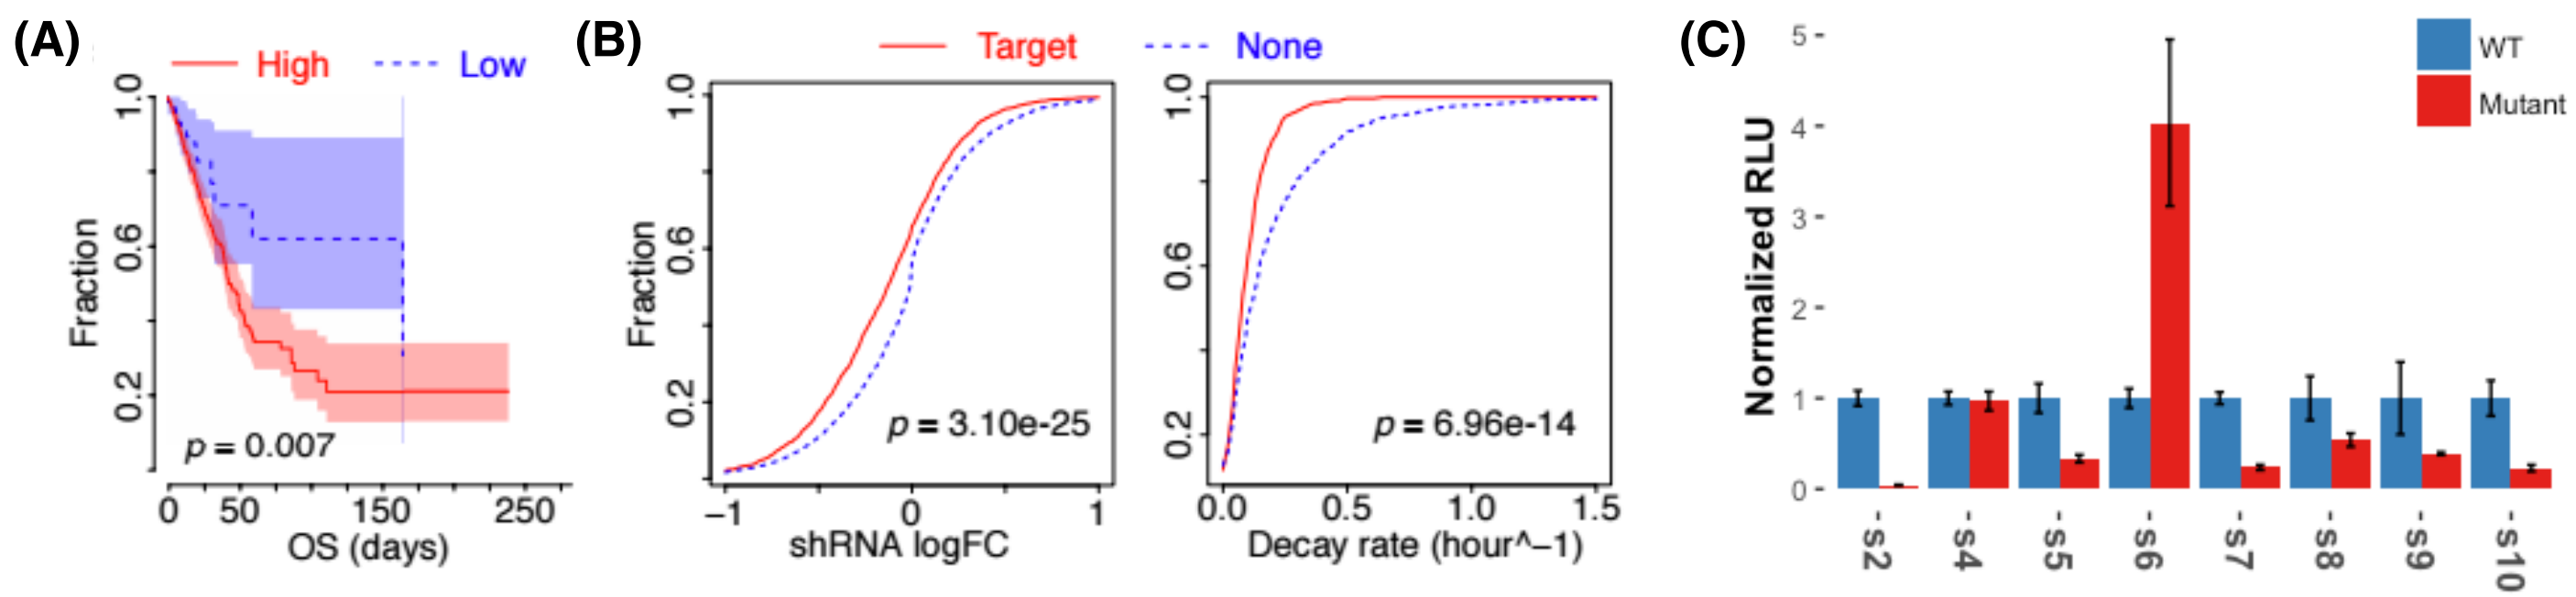 (A)
High Low
1.0
0.6
0.2
Fraction
p = 0.007
0 50 150 250
OS (days)
(B)
Target None
1.0
0.6
0.2
Fraction
p = 3.10e-25
−1 0 1
shRNA logFC
1.0
0.6
0.2
p = 6.96e-14
0.0 0.5 1.0 1.5
Decay rate (hour^−1)
(C)
WT
Mutant
5
4
3
2
1
0
Normalized RLU
s2
s4
s5
s6
s7
s8
s9
s10